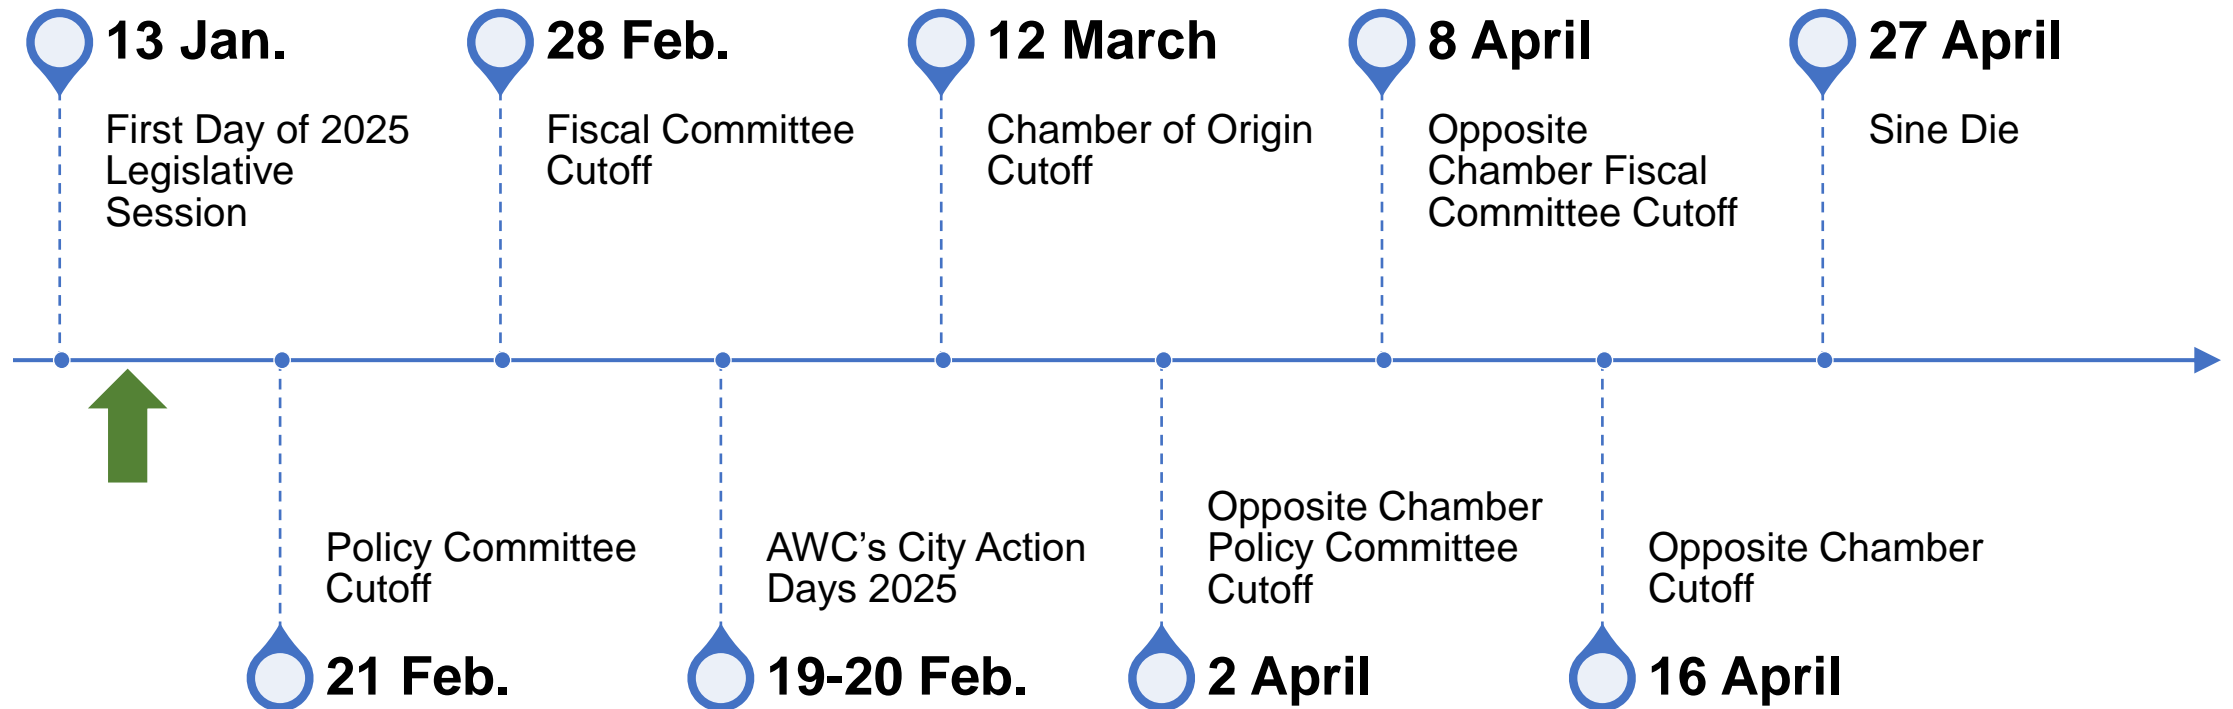 13 Jan.
First Day of 2025
Legislative
Session
28 Feb.
Fiscal Committee
Cutoff
12 March
Chamber of Origin
Cutoff
8 April
Opposite
Chamber Fiscal
Committee Cutoff
27 April
Sine Die
Policy Committee
Cutoff
21 Feb.
AWC’s City Action
Days 2025
19-20 Feb.
Opposite Chamber
Policy Committee
Cutoff
2 April
Opposite Chamber
Cutoff
16 April